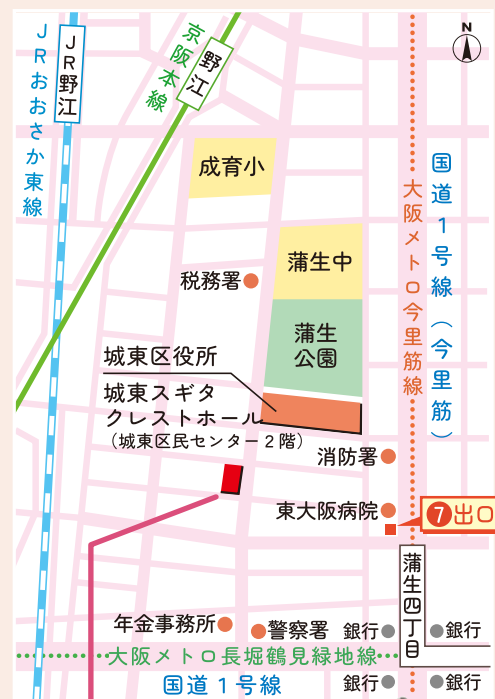 N
JRおおさか東線
JR野江
京阪本線
野江
国道1号線（今里筋）
大阪メトロ今里筋線
成育小
蒲生中
税務署
蒲生
公園
城東区役所
城東スギタ
クレストホール
（城東区民センター2階）
消防署
東大阪病院
7出口
蒲生四丁目
年金事務所
警察署
銀行
銀行
大阪メトロ長堀鶴見緑地線
国道1号線
銀行
銀行